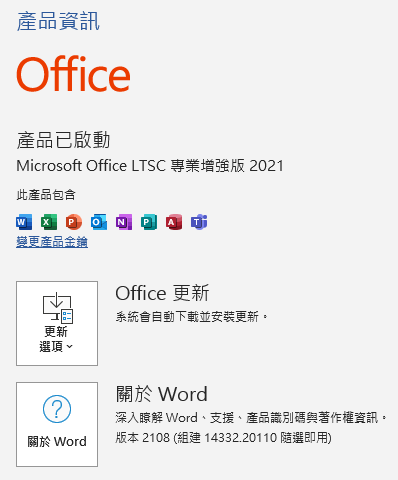 產品資訊
Office
產品已啟動
Microsoft Office LTSC 專業增強版 2021
此產品包含
W X P O N P A T
變更產品金鑰
更新
選項
Office 更新
系統會自動下載並安裝更新。
關於 Word
關於 Word
深入瞭解 Word、支援、產品識別碼與著作權資訊。
版本 2108 (組建 14332.20110 隨選即用)